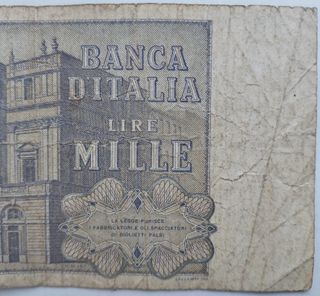 BANCA
D'ITALIA
LIRE
MILLE
LA LEGGE PUNISCE
I FABBRICATORI E GLI SPACCIATORI
DI BIGLIETTI FALSI